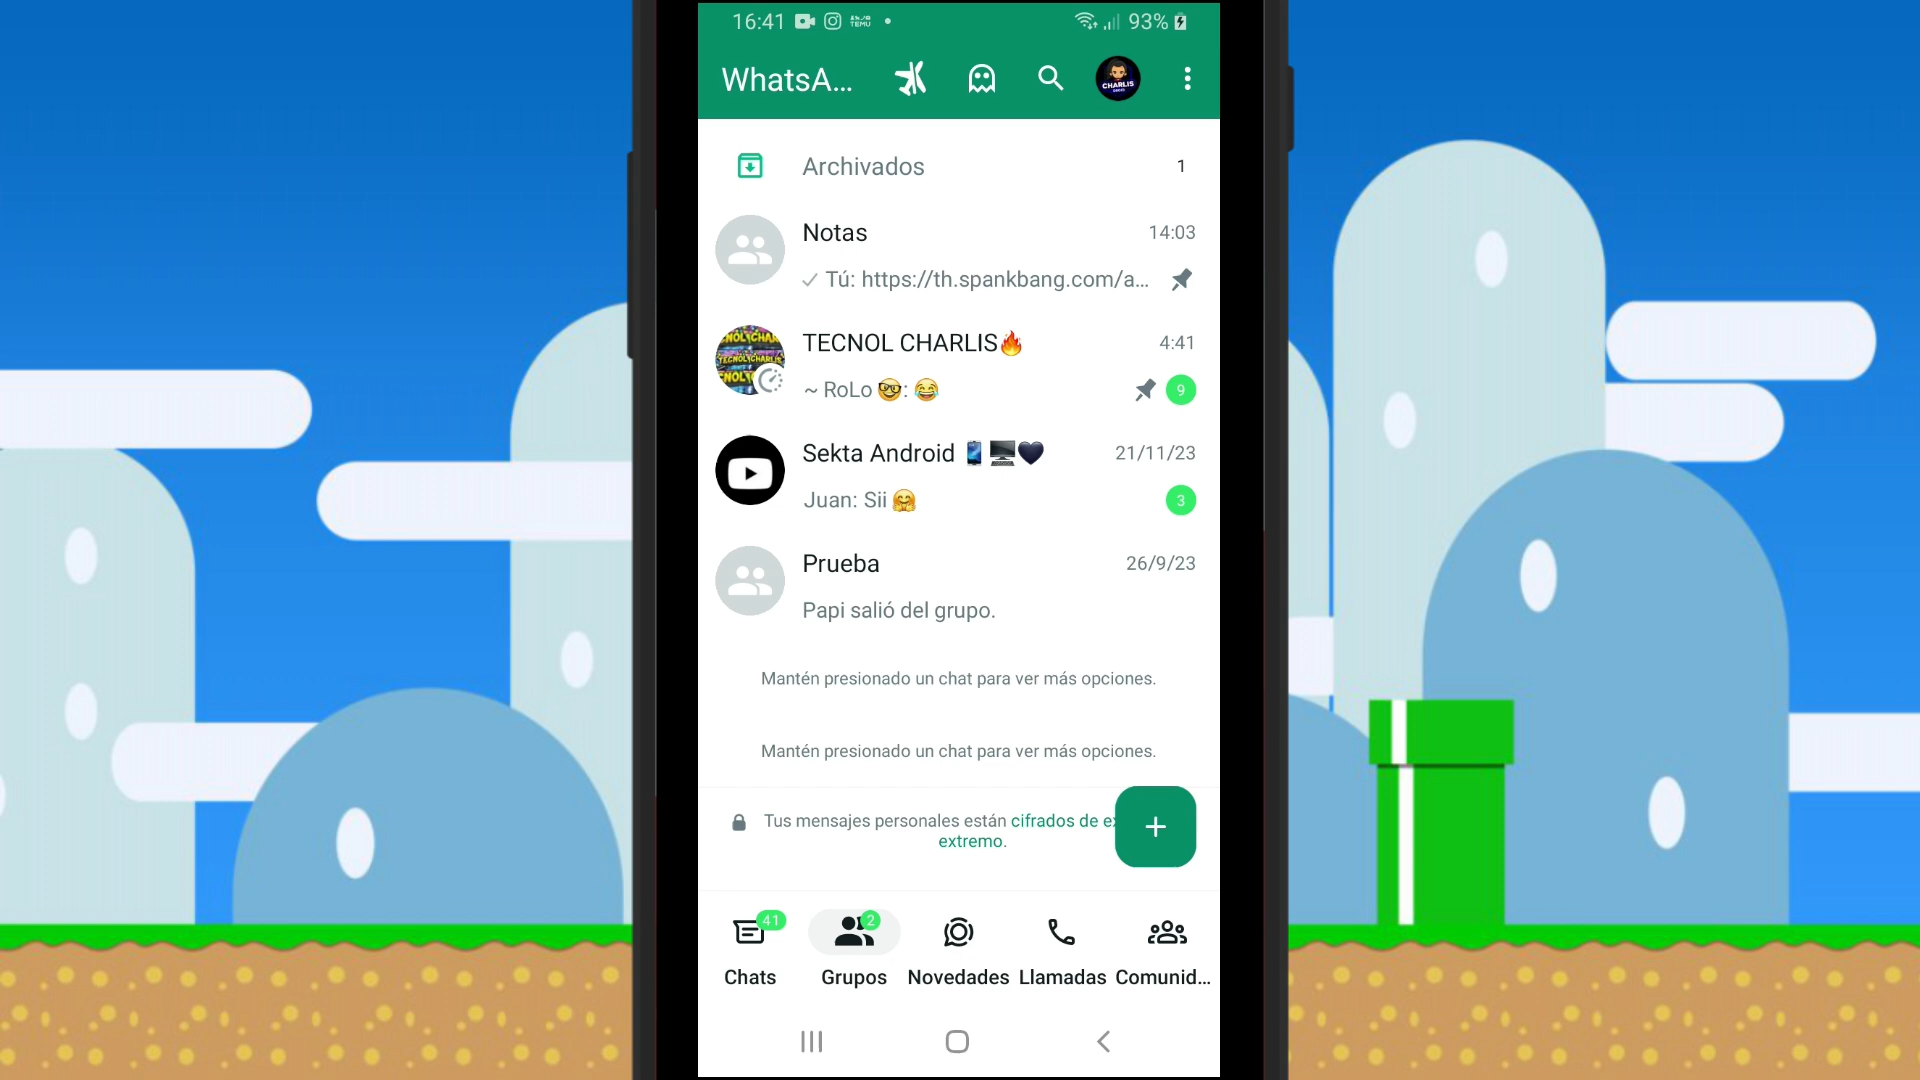 16:41 TEMU 93%
WhatsA...
CHARLIS
Archivados 1
Notas 14:03
Tú: https://th.spankbang.com/a...
TECNOL CHARLIS🔥 4:41
~ RoLo 🤓: 😂 9
Sekta Android 📱🖥️🖤 21/11/23
Juan: Sii 🤗 3
Prueba 26/9/23
Papi salió del grupo.
Mantén presionado un chat para ver más opciones.
Mantén presionado un chat para ver más opciones.
Tus mensajes personales están cifrados de
extremo.
41 2
Chats Grupos Novedades Llamadas Comunid...